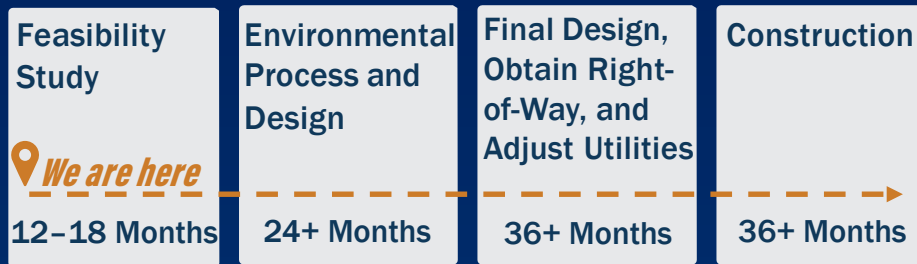 Feasibility
Study
We are here
12–18 Months
Environmental
Process and
Design
24+ Months
Final Design,
Obtain Right-
of-Way, and
Adjust Utilities
36+ Months
Construction
36+ Months